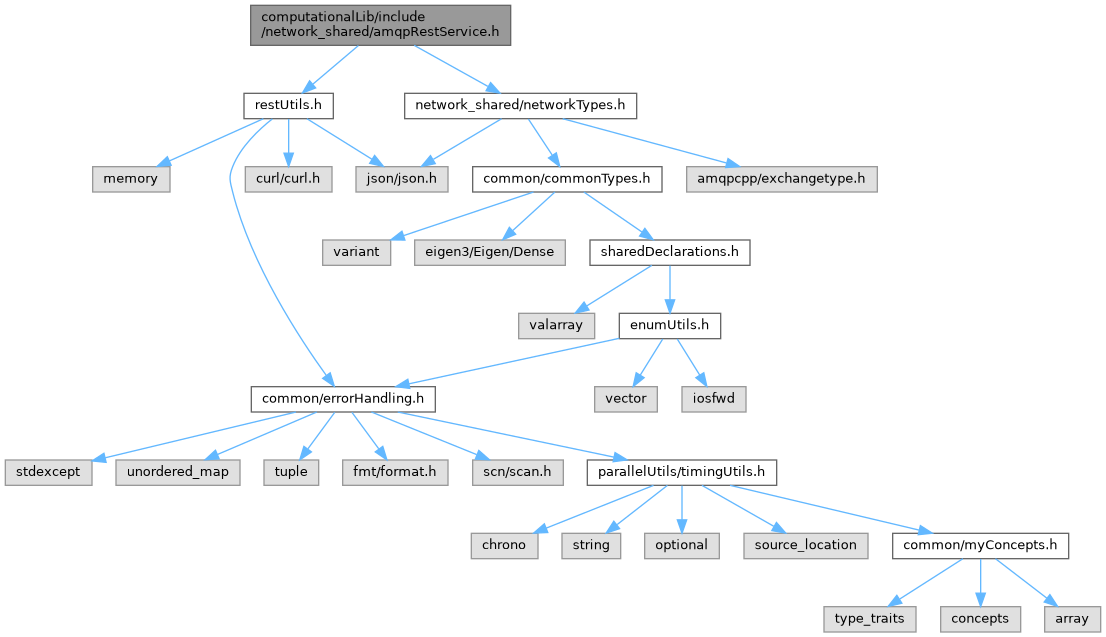 computationalLib/include
/network_shared/amqpRestService.h
restUtils.h
network_shared/networkTypes.h
memory
curl/curl.h
json/json.h
common/commonTypes.h
amqpcpp/exchangetype.h
variant
eigen3/Eigen/Dense
sharedDeclarations.h
valarray
enumUtils.h
common/errorHandling.h
vector
iosfwd
stdexcept
unordered_map
tuple
fmt/format.h
scn/scan.h
parallelUtils/timingUtils.h
chrono
string
optional
source_location
common/myConcepts.h
type_traits
concepts
array